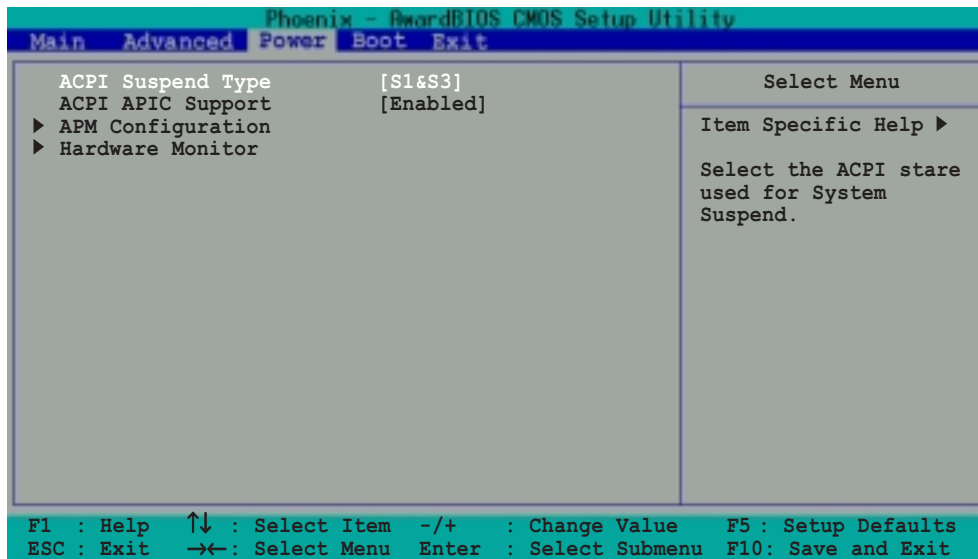 Phoenix - AwardBIOS CMOS Setup Utility
Main Advanced Power Boot Exit
ACPI Suspend Type [S1&S3]
ACPI APIC Support [Enabled]
▶ APM Configuration
▶ Hardware Monitor
Select Menu
Item Specific Help ▶
Select the ACPI stare
used for System
Suspend.
F1 : Help ↑↓ : Select Item -/+ : Change Value F5 : Setup Defaults
ESC : Exit →← : Select Menu Enter : Select Submenu F10: Save and Exit